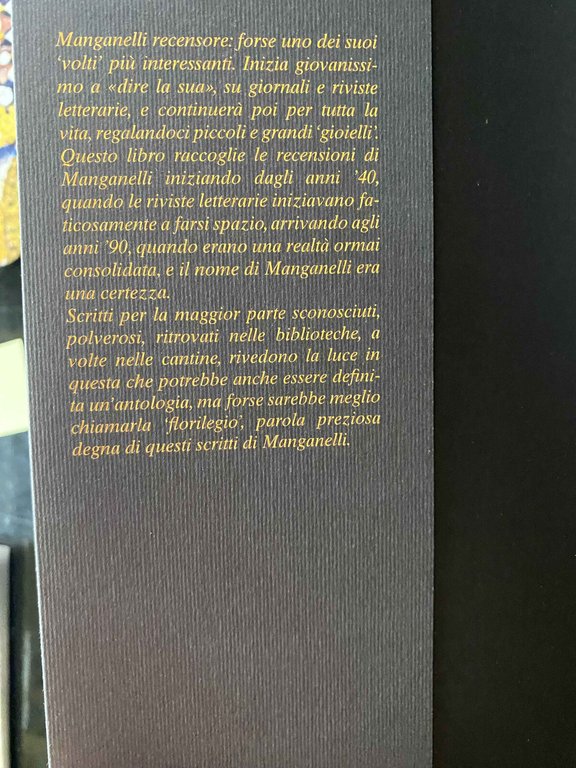 Manganelli recensore: forse uno dei suoi
‘volti’ più interessanti. Inizia giovanissi-
mo a «dire la sua», su giornali e riviste
letterarie, e continuerà poi per tutta la
vita, regalandoci piccoli e grandi ‘gioielli’.
Questo libro raccoglie le recensioni di
Manganelli iniziando dagli anni ’40,
quando le riviste letterarie iniziavano fa-
ticosamente a farsi spazio, arrivando agli
anni ’90, quando erano una realtà ormai
consolidata, e il nome di Manganelli era
una certezza.
Scritti per la maggior parte sconosciuti,
polverosi, ritrovati nelle biblioteche, a
volte nelle cantine, rivedono la luce in
questa che potrebbe anche essere defini-
ta un’antologia, ma forse sarebbe meglio
chiamarla ‘florilegio’, parola preziosa
degna di questi scritti di Manganelli.